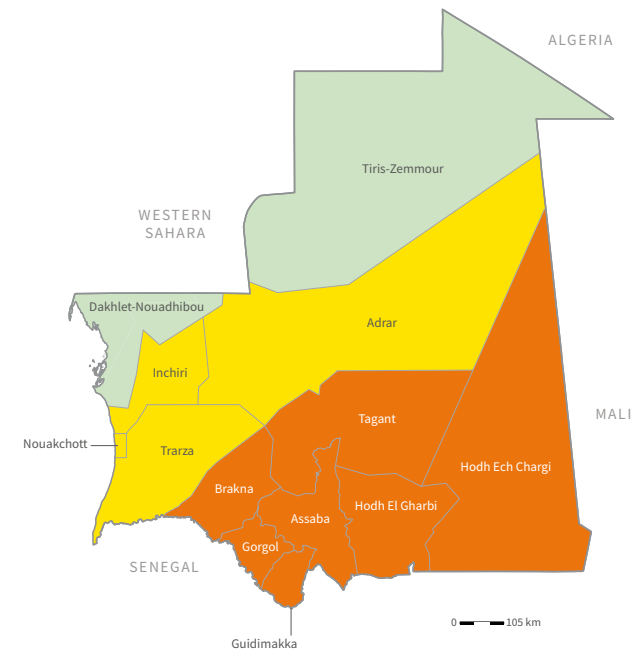 ALGERIA
Tiris-Zemmour
WESTERN
SAHARA
Dakhlet-Nouadhibou
Adrar
Inchiri
MALI
Tagant
Nouakchott
Trarza
Hodh Ech Chargi
Brakna
Hodh El Gharbi
Assaba
Gorgol
SENEGAL
0 105 km
Guidimakka